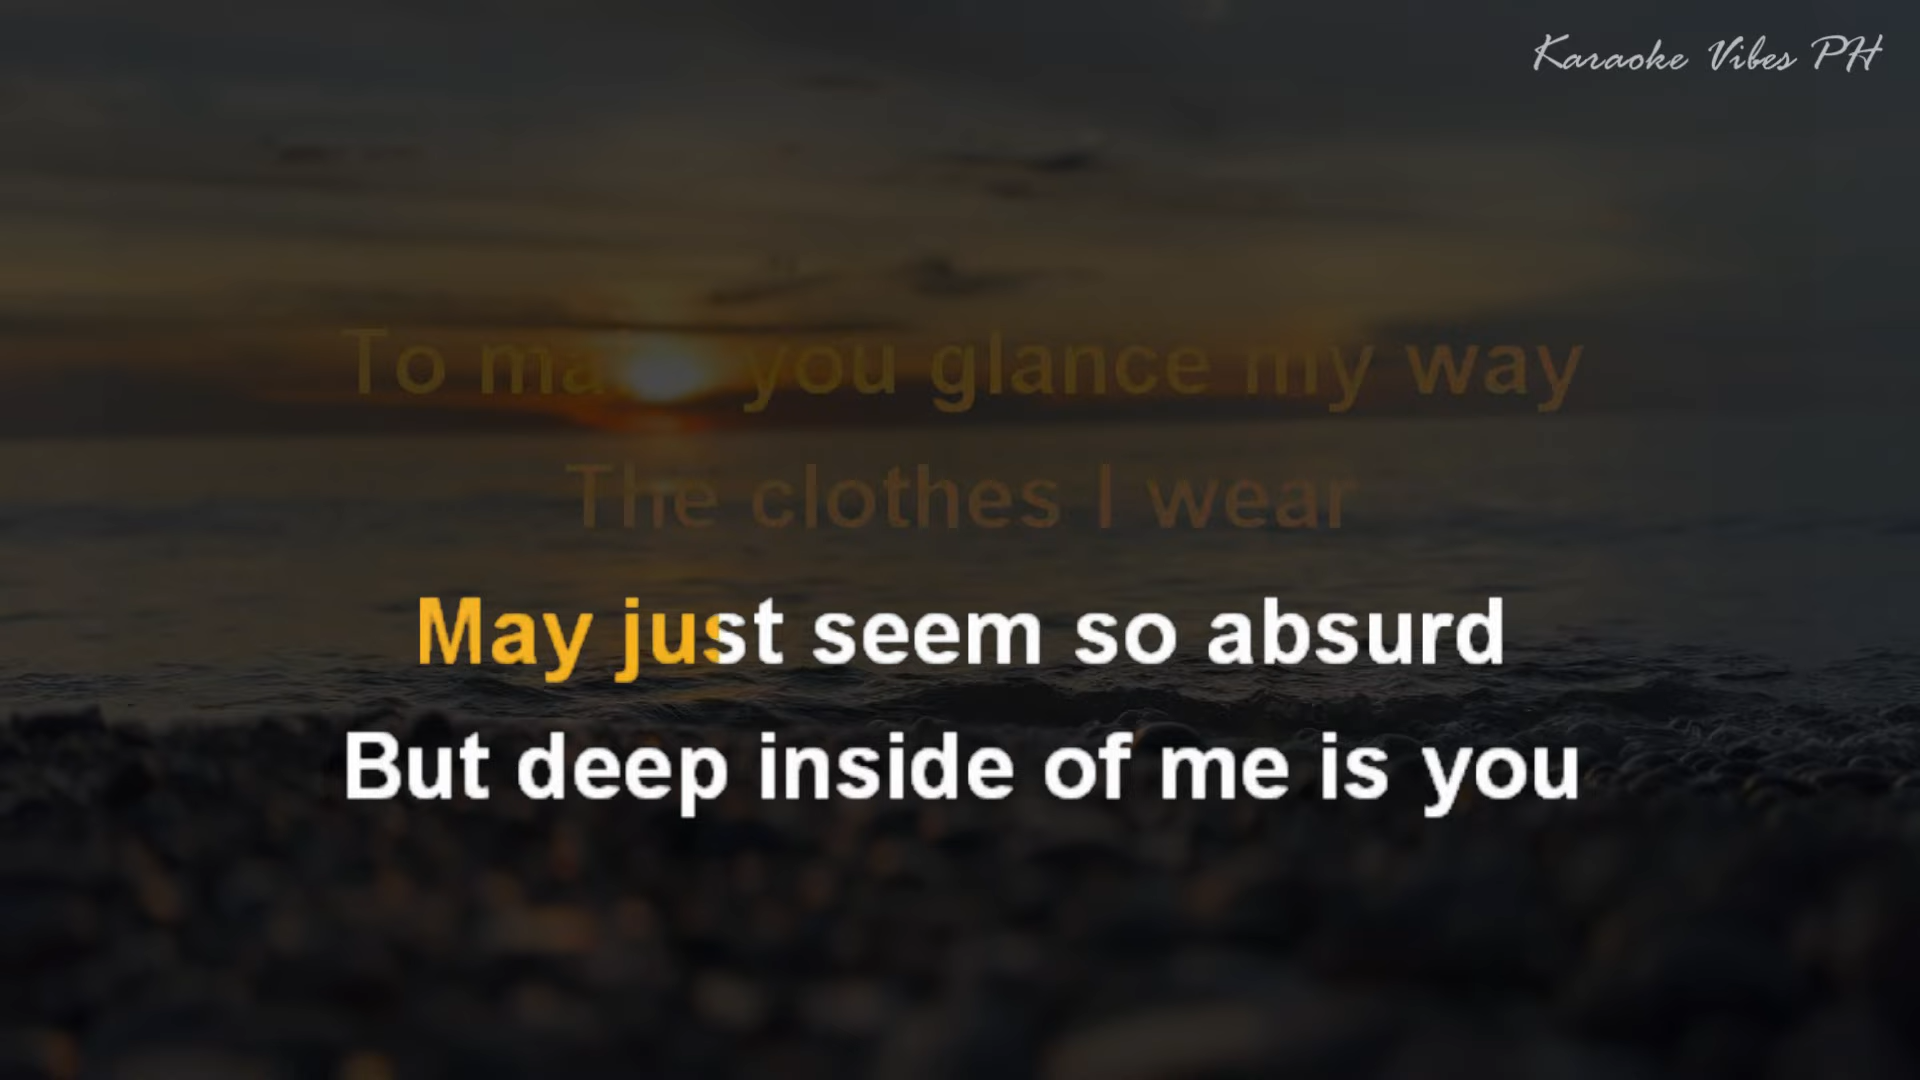 Karaoke Vibes PH
To make you glance my way
The clothes I wear
May just seem so absurd
But deep inside of me is you